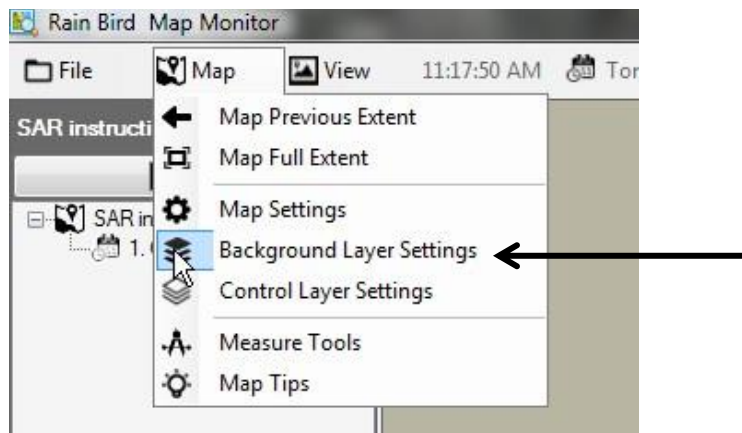 Rain Bird Map Monitor
File Map View 11:17:50 AM Tor
SAR instructi
Map Previous Extent
Map Full Extent
Map Settings
SAR in
Background Layer Settings
1.
Control Layer Settings
Measure Tools
Map Tips